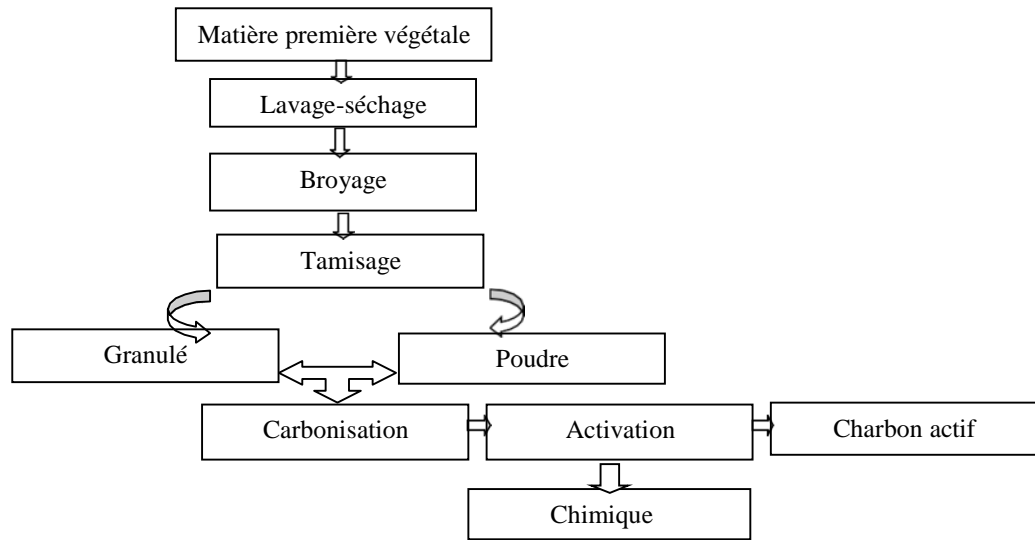 Matière première végétale
Lavage-séchage
Broyage
Tamisage
Granulé
Poudre
Carbonisation
Activation
Charbon actif
Chimique